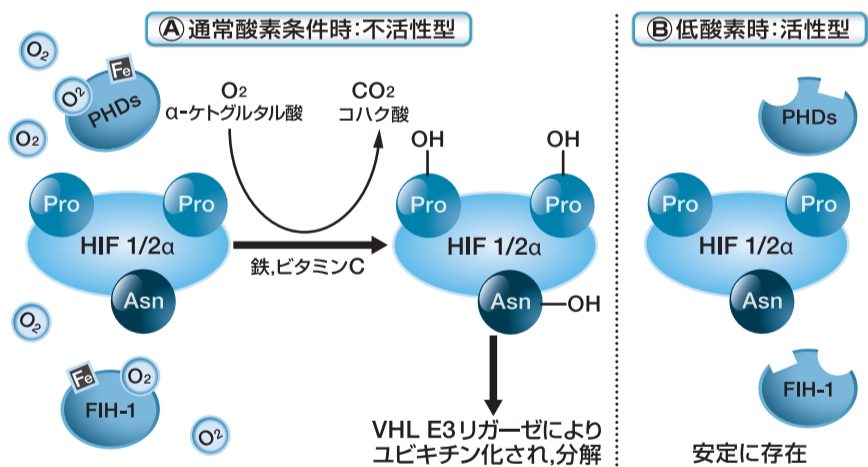 Ⓐ通常酸素条件時:不活性型
O2
Fe
O2
PHDs
O2
O2
α-ケトグルタル酸
CO2
コハク酸
Pro
Pro
HIF 1/2α
Asn
鉄,ビタミンC
OH
OH
Pro
Pro
HIF 1/2α
Asn
OH
O2
Fe
O2
FIH-1
O2
VHL E3リガーゼにより
ユビキチン化され,分解
Ⓑ低酸素時:活性型
PHDs
Pro
Pro
HIF 1/2α
Asn
FIH-1
安定に存在